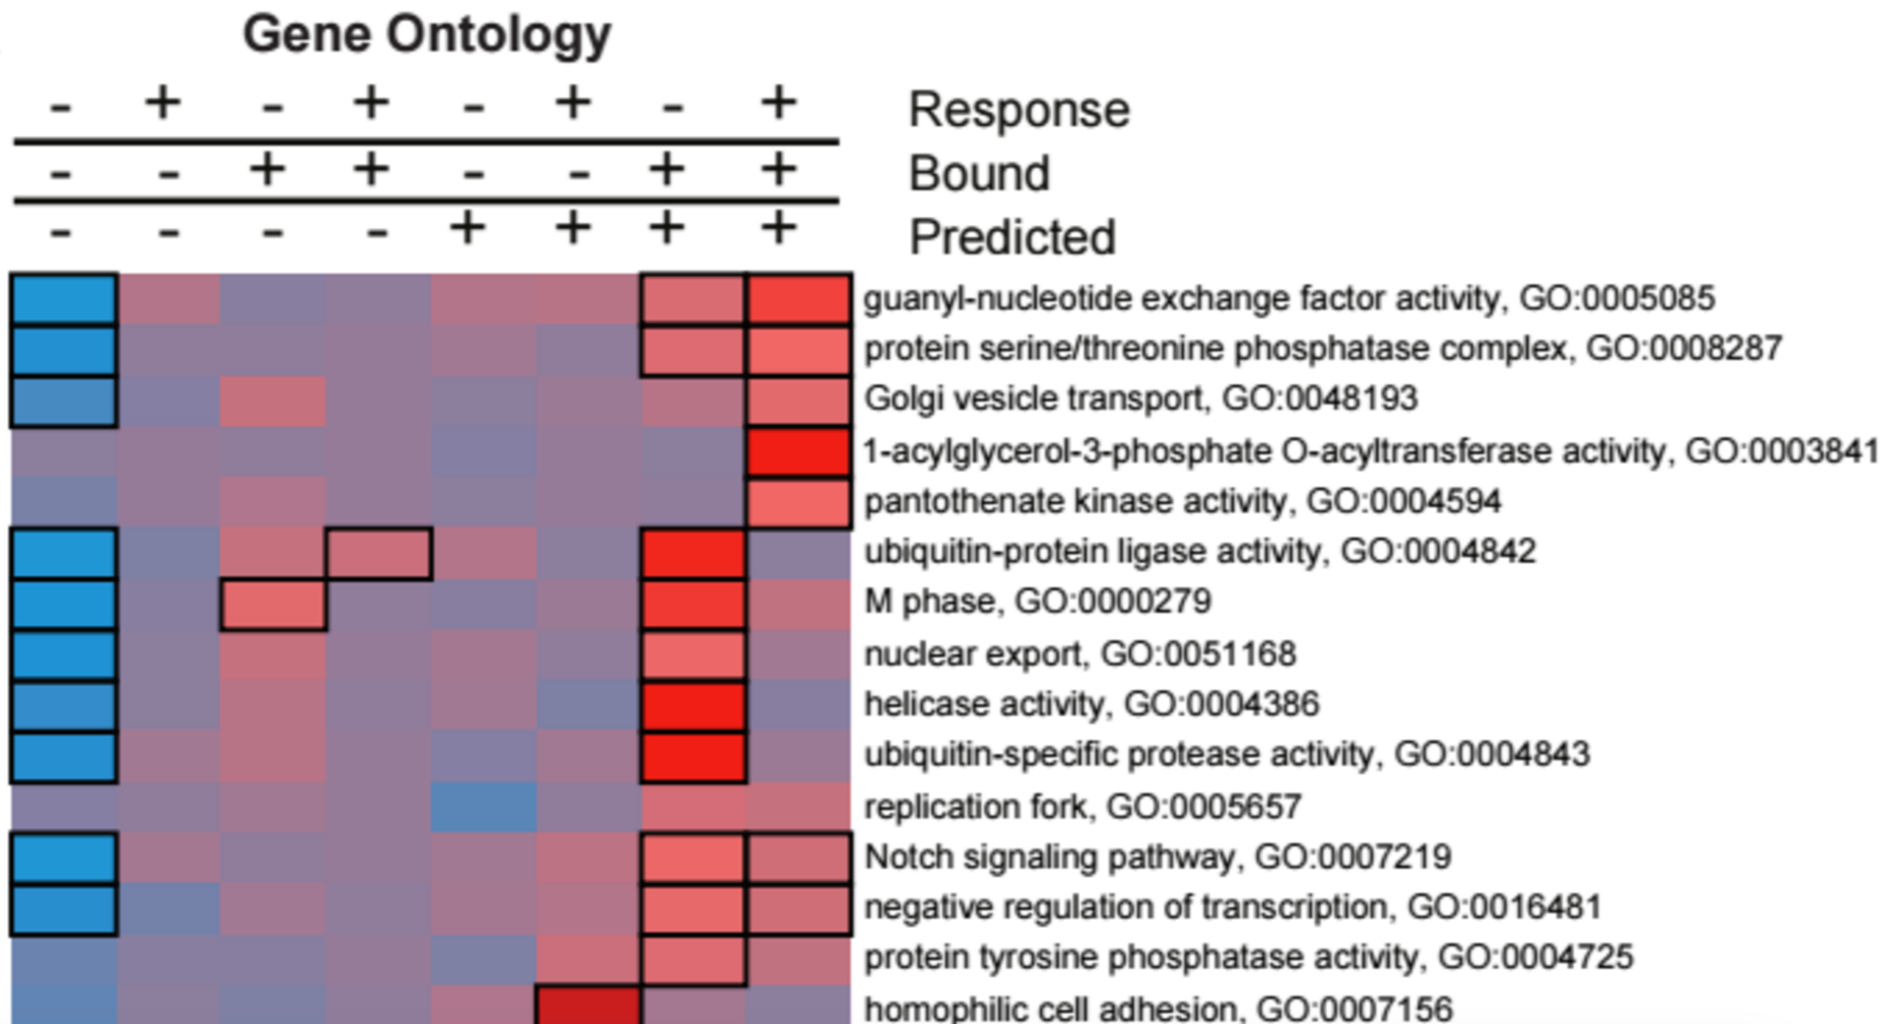 Gene Ontology
- + - + - + - + Response
- - + + - - + + Bound
- - - - + + + + Predicted
guanyl-nucleotide exchange factor activity, GO:0005085
protein serine/threonine phosphatase complex, GO:0008287
Golgi vesicle transport, GO:0048193
1-acylglycerol-3-phosphate O-acyltransferase activity, GO:0003841
pantothenate kinase activity, GO:0004594
ubiquitin-protein ligase activity, GO:0004842
M phase, GO:0000279
nuclear export, GO:0051168
helicase activity, GO:0004386
ubiquitin-specific protease activity, GO:0004843
replication fork, GO:0005657
Notch signaling pathway, GO:0007219
negative regulation of transcription, GO:0016481
protein tyrosine phosphatase activity, GO:0004725
homophilic cell adhesion, GO:0007156